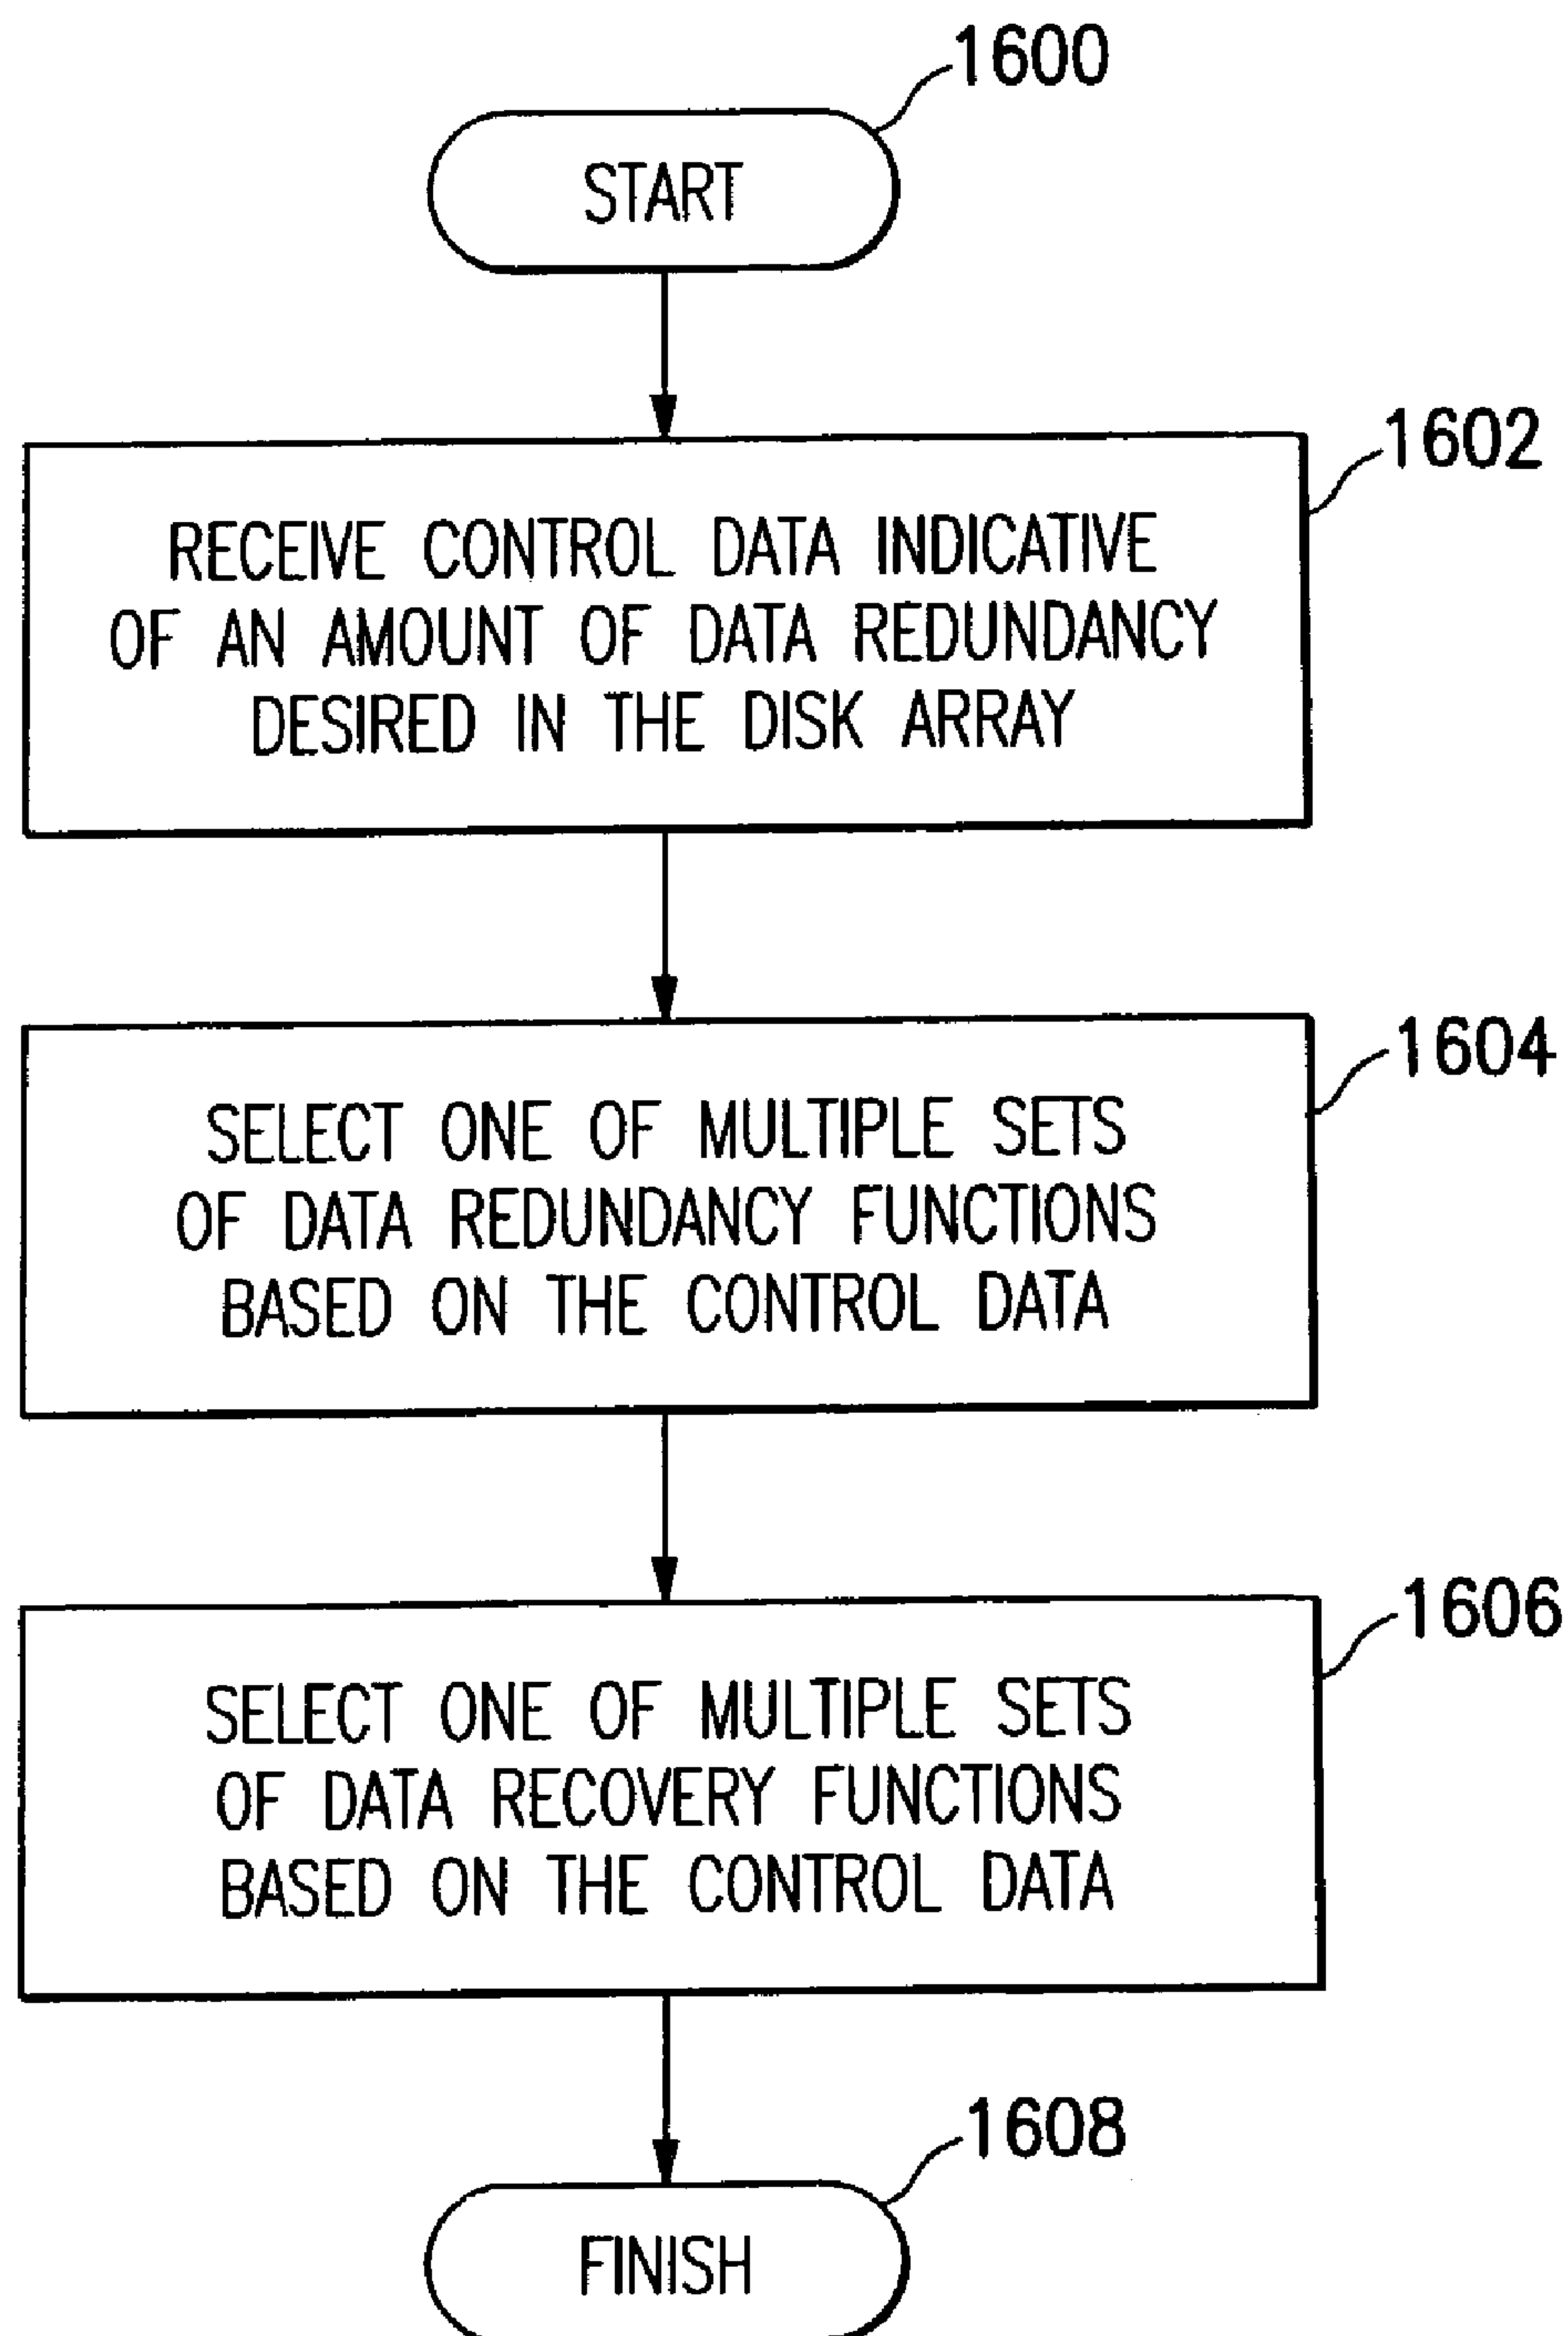 1600
START
1602
RECEIVE CONTROL DATA INDICATIVE
OF AN AMOUNT OF DATA REDUNDANCY
DESIRED IN THE DISK ARRAY
1604
SELECT ONE OF MULTIPLE SETS
OF DATA REDUNDANCY FUNCTIONS
BASED ON THE CONTROL DATA
1606
SELECT ONE OF MULTIPLE SETS
OF DATA RECOVERY FUNCTIONS
BASED ON THE CONTROL DATA
1608
FINISH